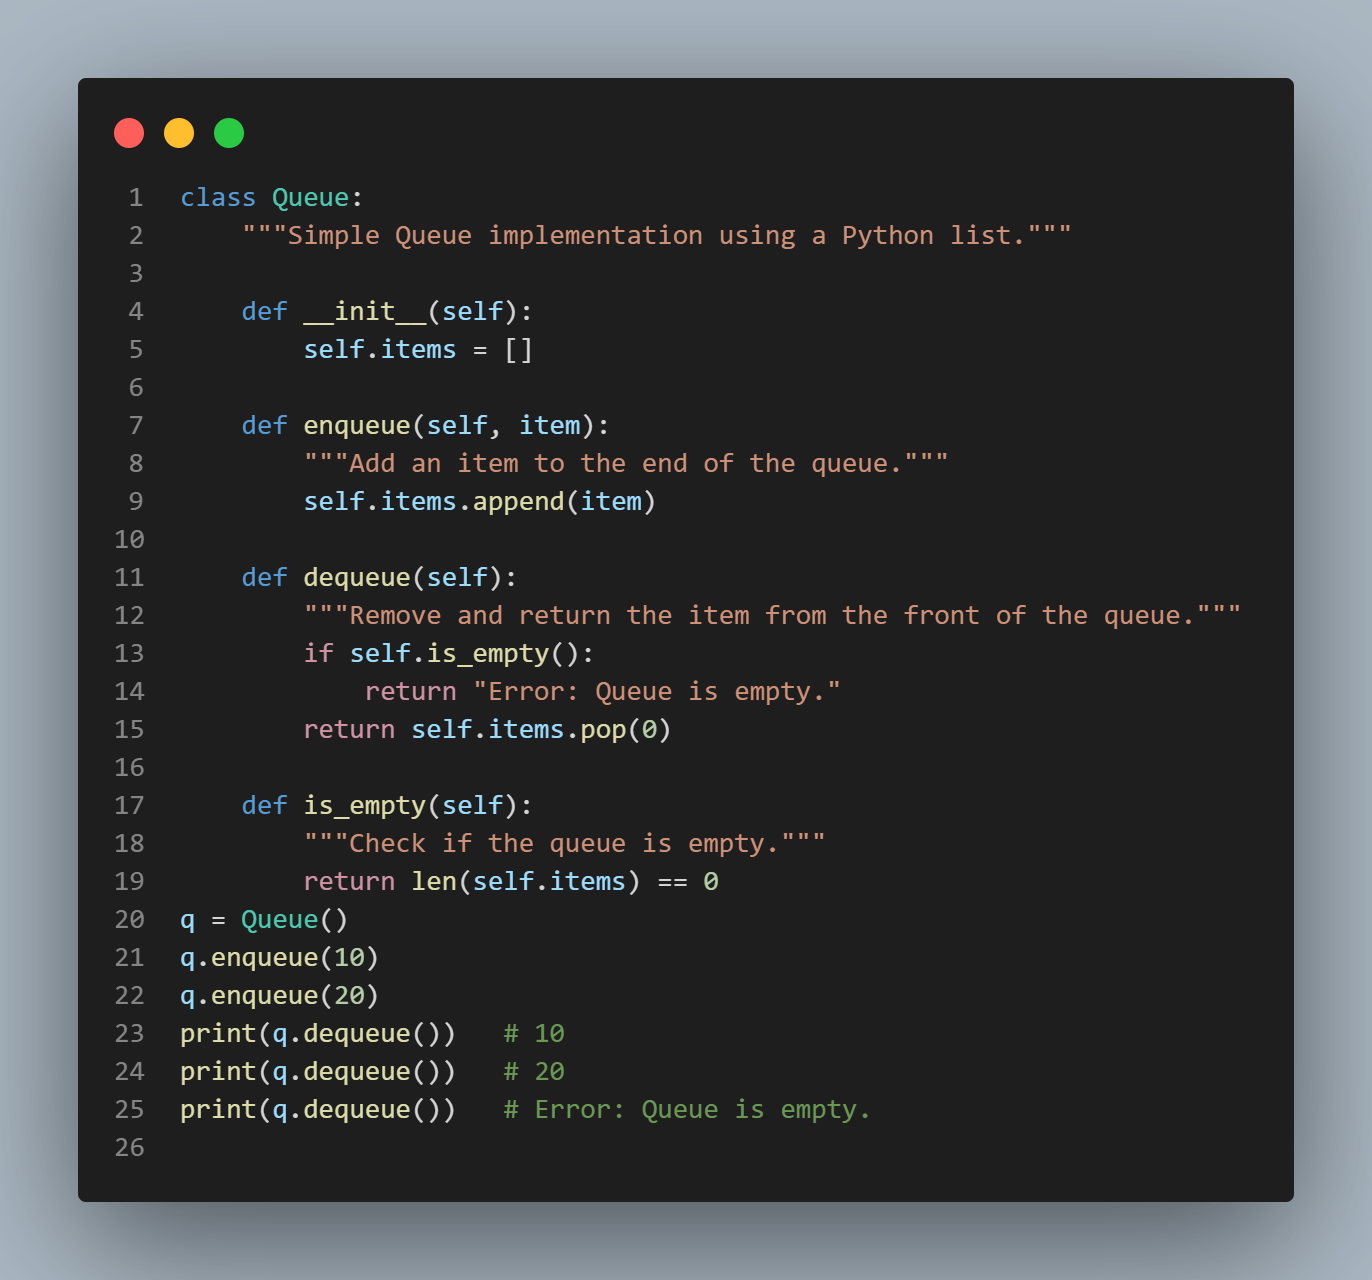 1 class Queue:
2     """Simple Queue implementation using a Python list."""
3
4     def __init__(self):
5         self.items = []
6
7     def enqueue(self, item):
8         """Add an item to the end of the queue."""
9         self.items.append(item)
10
11     def dequeue(self):
12         """Remove and return the item from the front of the queue."""
13         if self.is_empty():
14             return "Error: Queue is empty."
15         return self.items.pop(0)
16
17     def is_empty(self):
18         """Check if the queue is empty."""
19         return len(self.items) == 0
20 q = Queue()
21 q.enqueue(10)
22 q.enqueue(20)
23 print(q.dequeue())   # 10
24 print(q.dequeue())   # 20
25 print(q.dequeue())   # Error: Queue is empty.
26